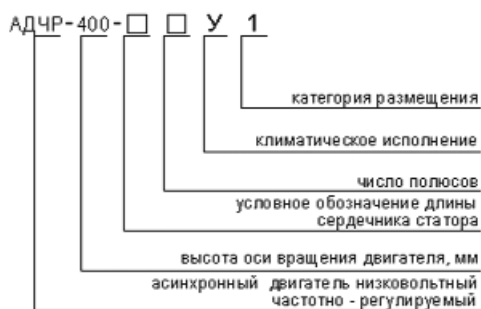 АДЧР-400-□ □ У 1
категория размещения
климатическое исполнение
число полюсов
условное обозначение длины
сердечника статора
высота оси вращения двигателя, мм
асинхронный двигатель низковольтный
частотно - регулируемый